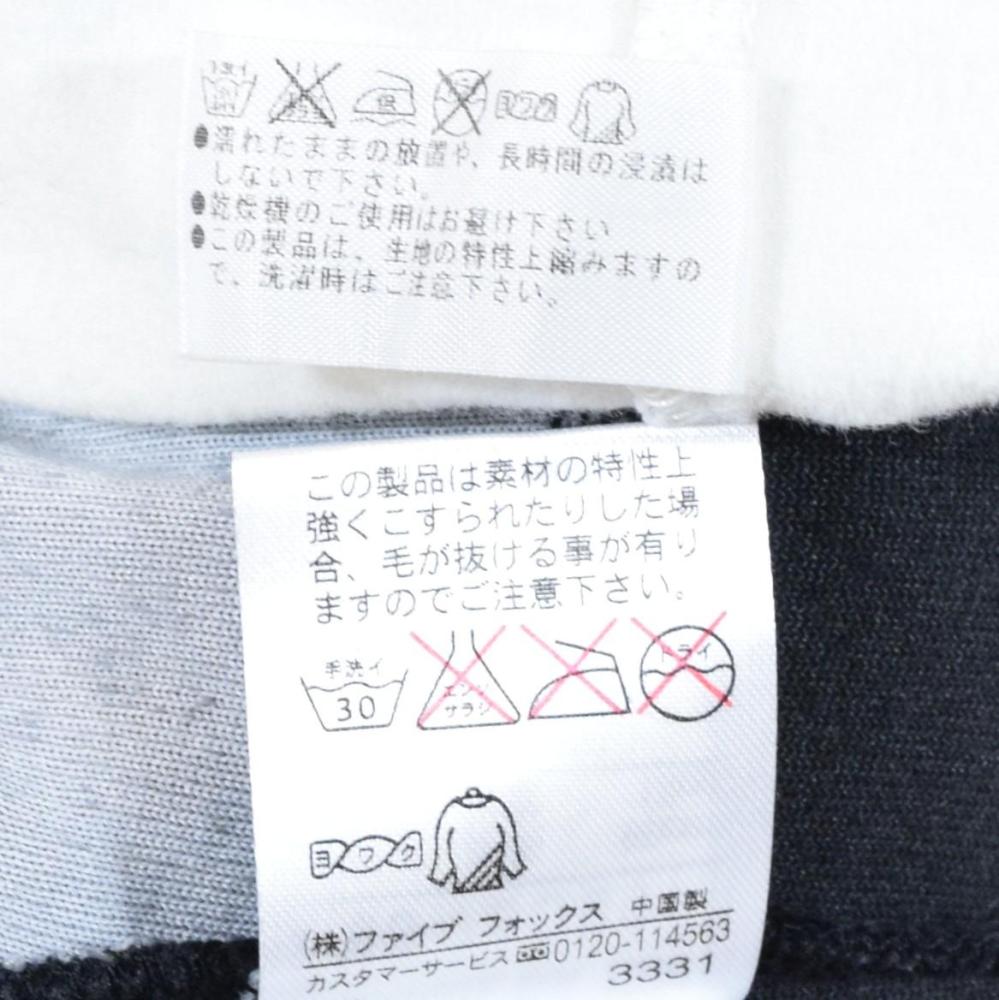 手洗イ
低
ヨワク
●濡れたままの放置や、長時間の浸漬は
しないで下さい。
●乾燥機のご使用はお避け下さい
●この製品は、生地の特性上縮みますの
で、洗濯時はご注意下さい。
この製品は素材の特性上
強くこすられたりした場
合、毛が抜ける事が有り
ますのでご注意下さい。
手洗イ
30
エンソ
サラシ
ドライ
ヨワク
(株)ファイブ フォックス 中国製
カスタマーサービス 0120-114563
3331